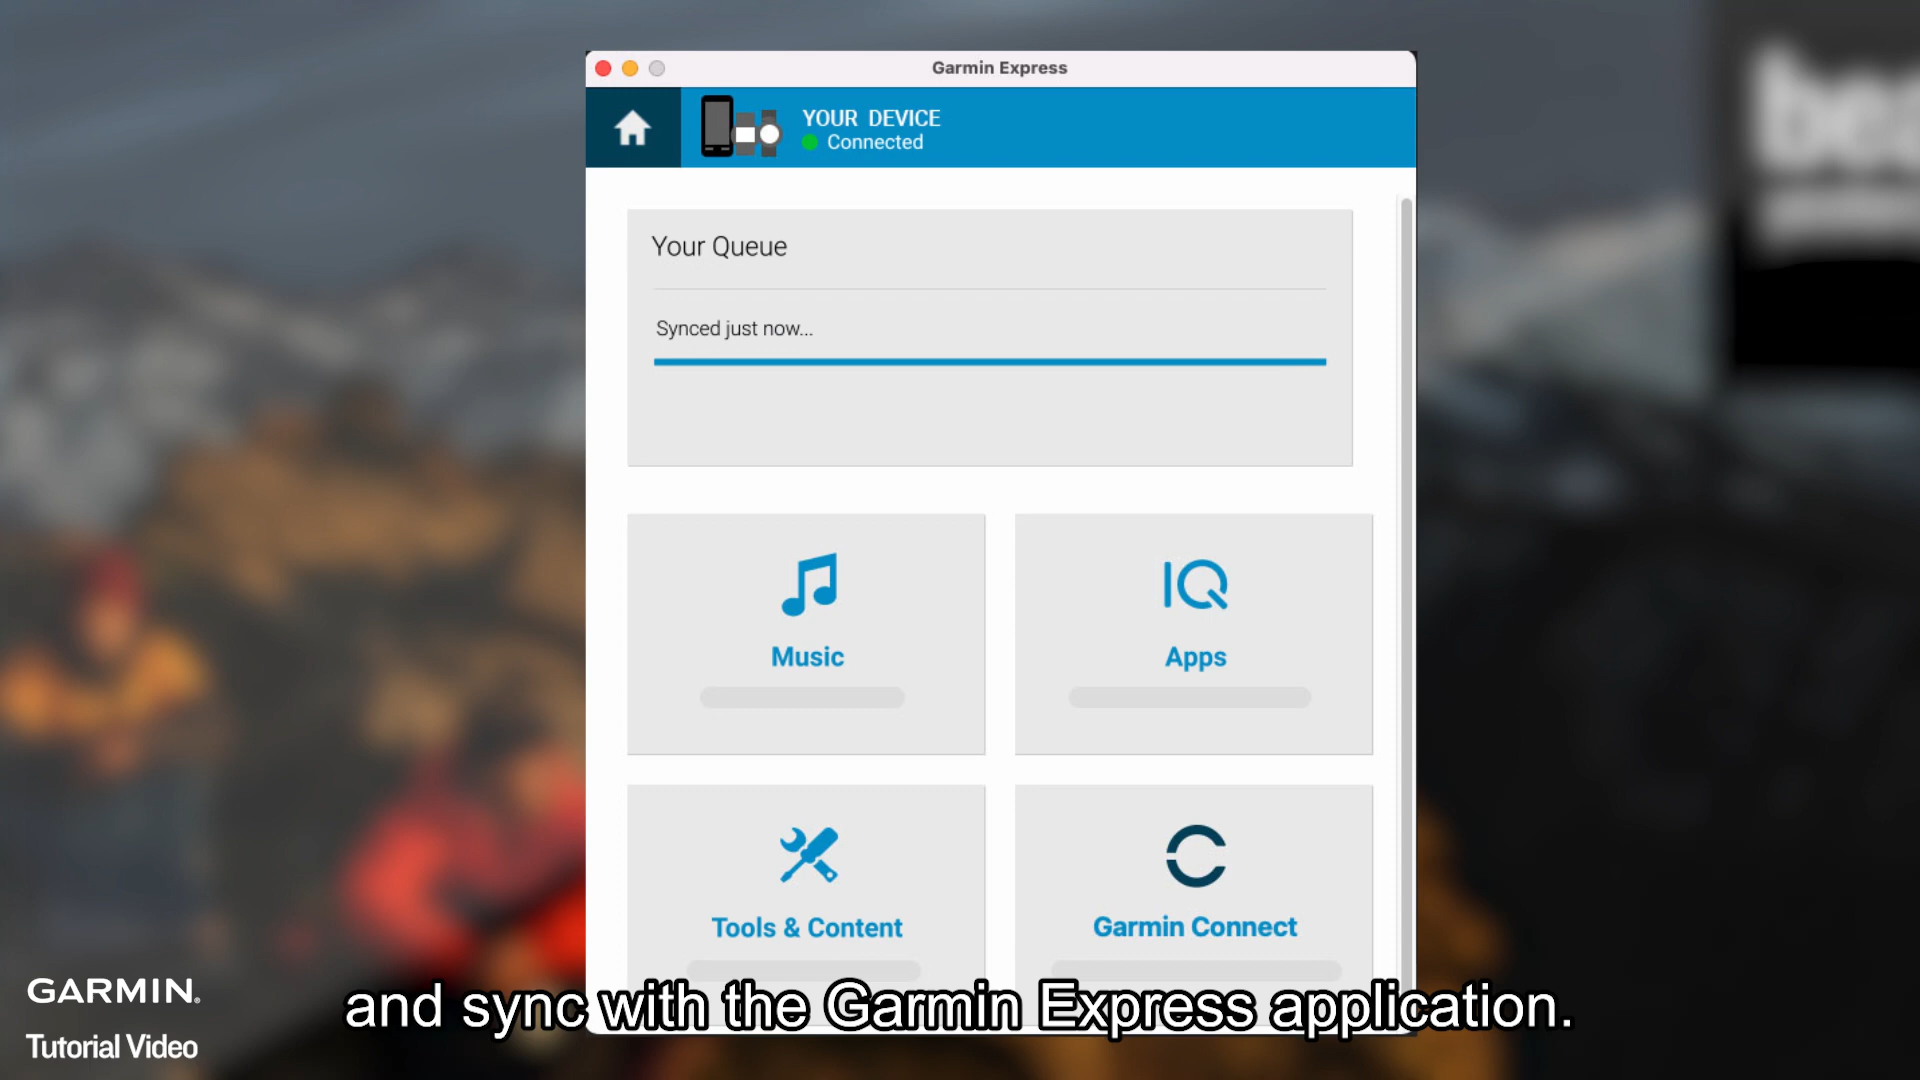 Garmin Express
YOUR DEVICE
Connected
Your Queue
Synced just now...
Music
IQ
Apps
Tools & Content
Garmin Connect
GARMIN®
and sync with the Garmin Express application.
Tutorial Video